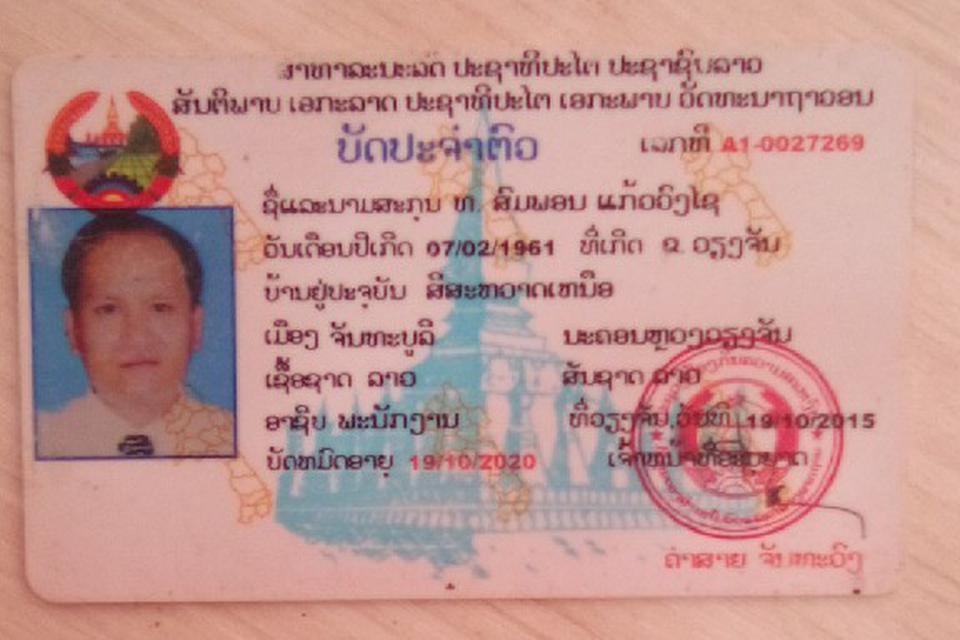 ສາທາລະນະລັດ ປະຊາທິປະໄຕ ປະຊາຊົນລາວ
ສັນຕິພາບ ເອກະລາດ ປະຊາທິປະໄຕ ເອກະພາບ ວັດທະນາຖາວອນ
ບັດປະຈຳຕົວ
ເລກທີ A1-0027269
ຊື່ແລະນາມສະກຸນ ທ. ສົມພອນ ແກ້ວວົງໄຊ
ວັນເດືອນປີເກີດ 07/02/1961 ທີ່ເກີດ ຂ. ວຽງຈັນ
ບ້ານຢູ່ປະຈຸບັນ ສີສະຫວາດເຫນືອ
ເມືອງ ຈັນທະບູລີ ນະຄອນຫຼວງວຽງຈັນ
ເຊື້ອຊາດ ລາວ ສັນຊາດ ລາວ
ອາຊີບ ພະນັກງານ ທີ່ວຽງຈັນ,ວັນທີ 19/10/2015
ບັດຫມົດອາຍຸ 19/10/2020 ເຈົ້າຫນ້າທີ່ອະນຸຍາດ
ຄຳສາຍ ຈັນທະວົງ